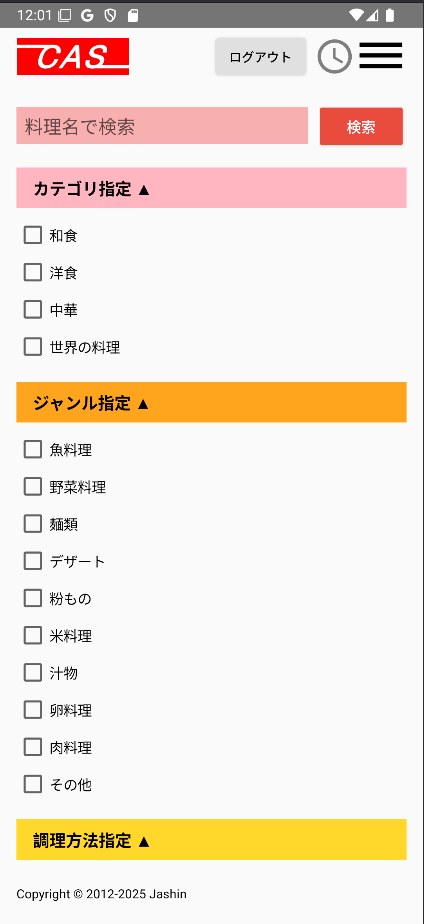 12:01
CAS
ログアウト
料理名で検索
検索
カテゴリ指定 ▲
和食
洋食
中華
世界の料理
ジャンル指定 ▲
魚料理
野菜料理
麺類
デザート
粉もの
米料理
汁物
卵料理
肉料理
その他
調理方法指定 ▲
Copyright © 2012-2025 Jashin